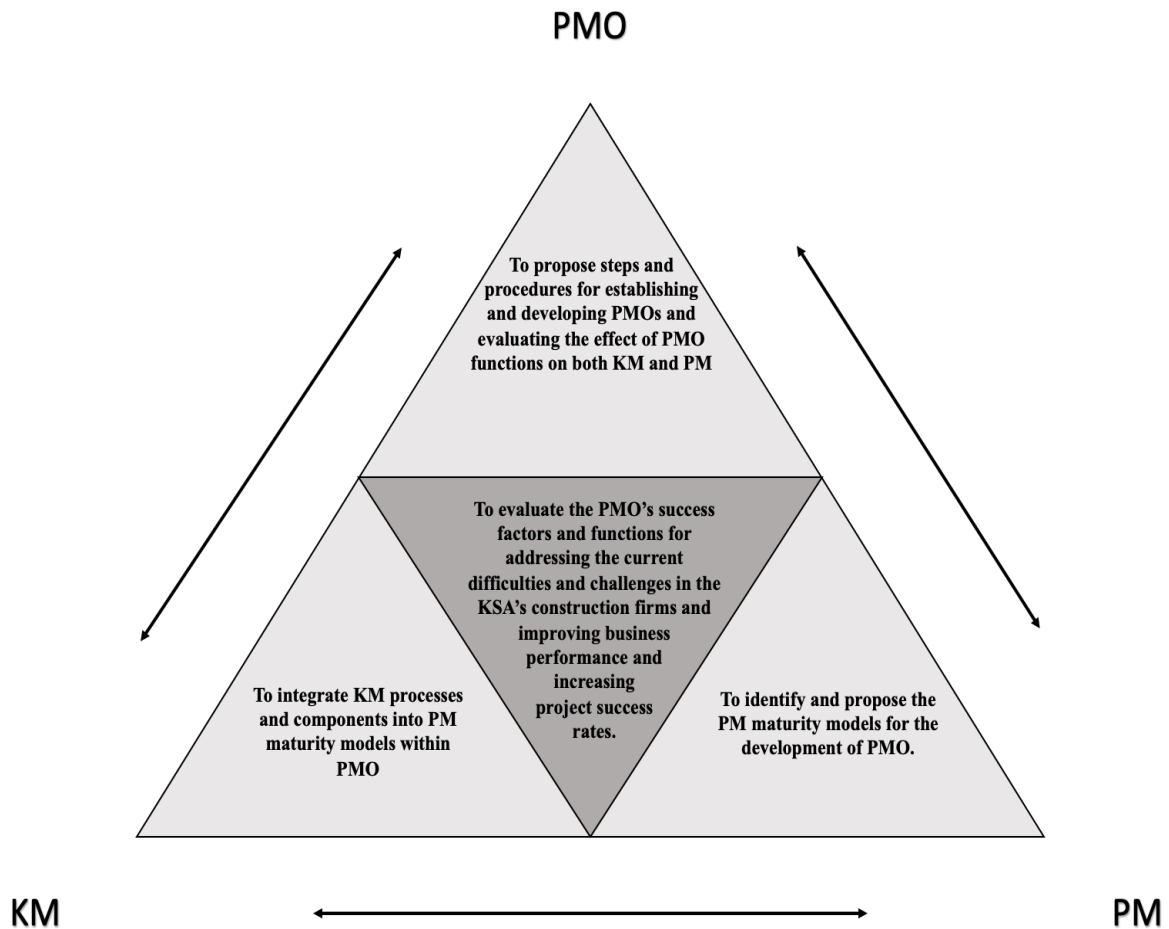 PMO
To propose steps and
procedures for establishing
and developing PMOs and
evaluating the effect of PMO
functions on both KM and PM
To evaluate the PMO’s success
factors and functions for
addressing the current
difficulties and challenges in the
KSA’s construction firms and
improving business
performance and
increasing
project success
rates.
To integrate KM processes
and components into PM
maturity models within
PMO
To identify and propose the
PM maturity models for the
development of PMO.
KM
PM